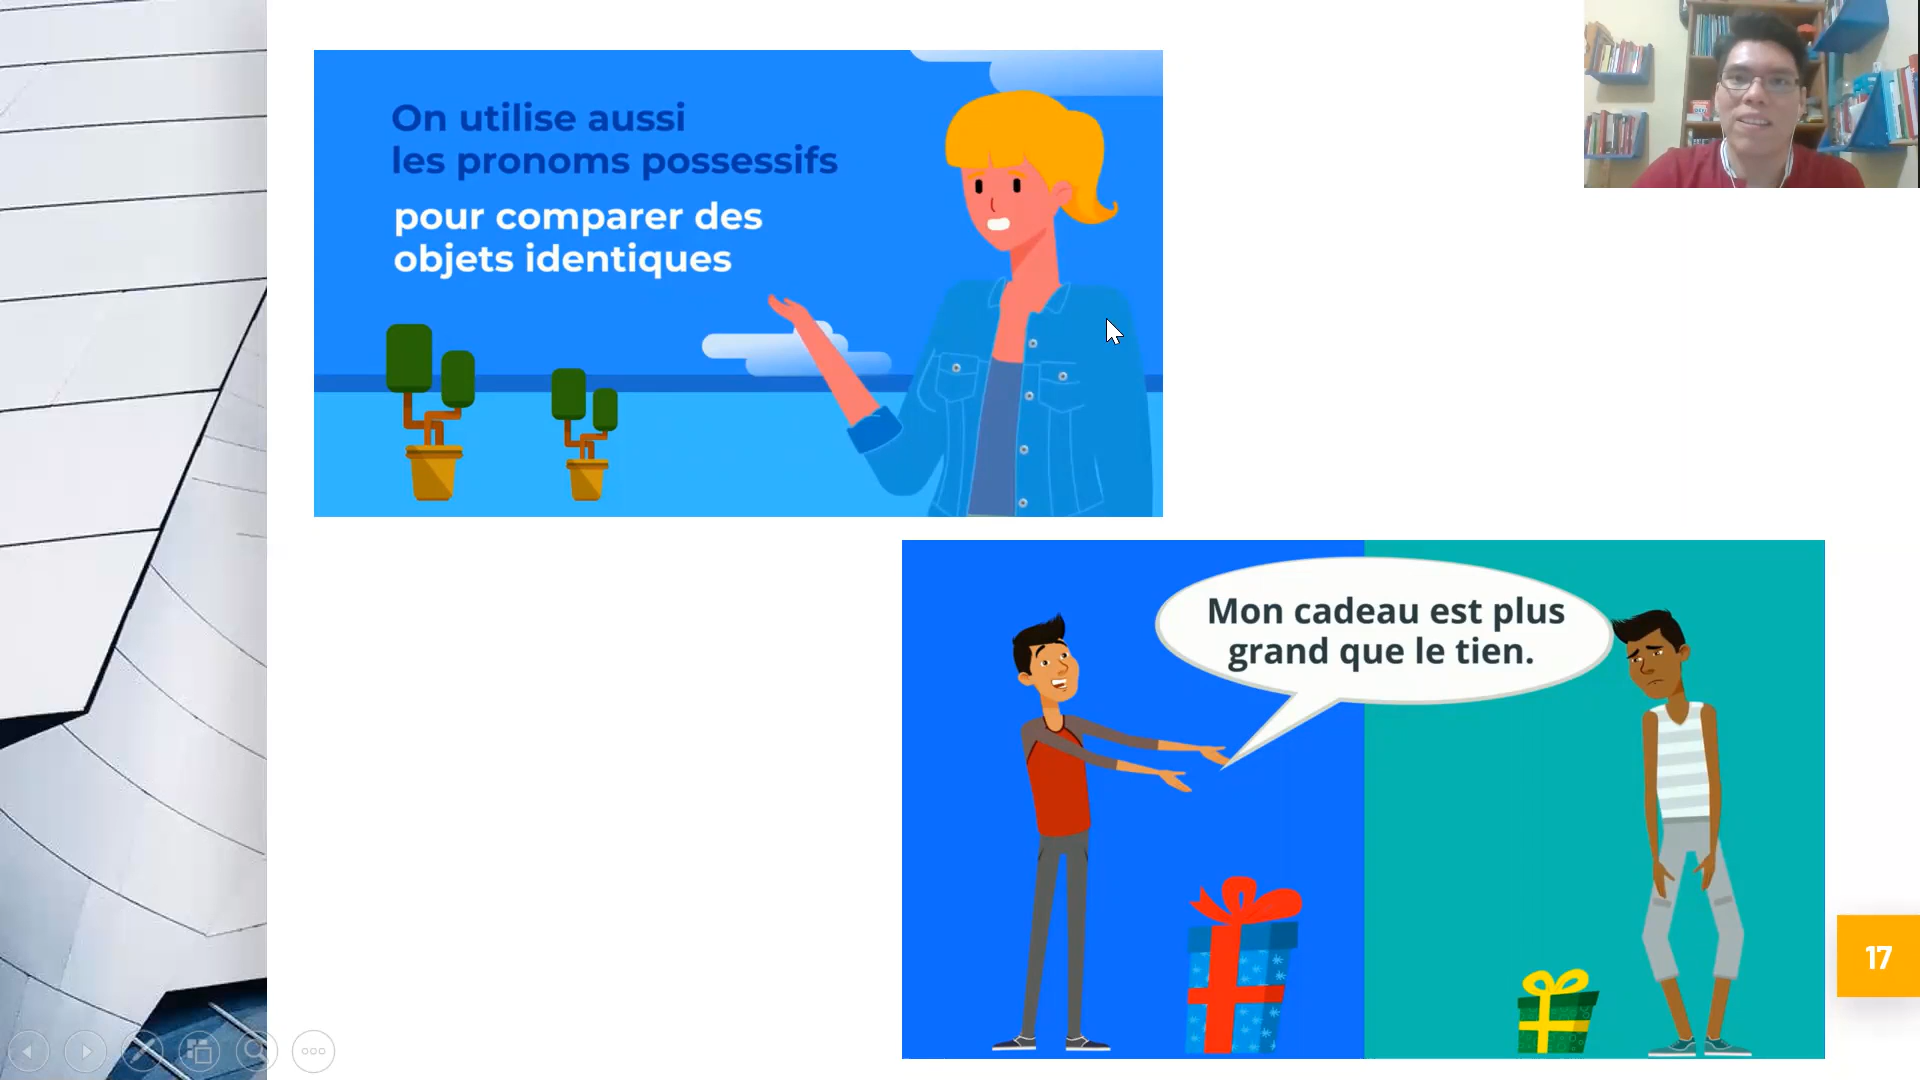 On utilise aussi
les pronoms possessifs
pour comparer des
objets identiques
Mon cadeau est plus
grand que le tien.
17